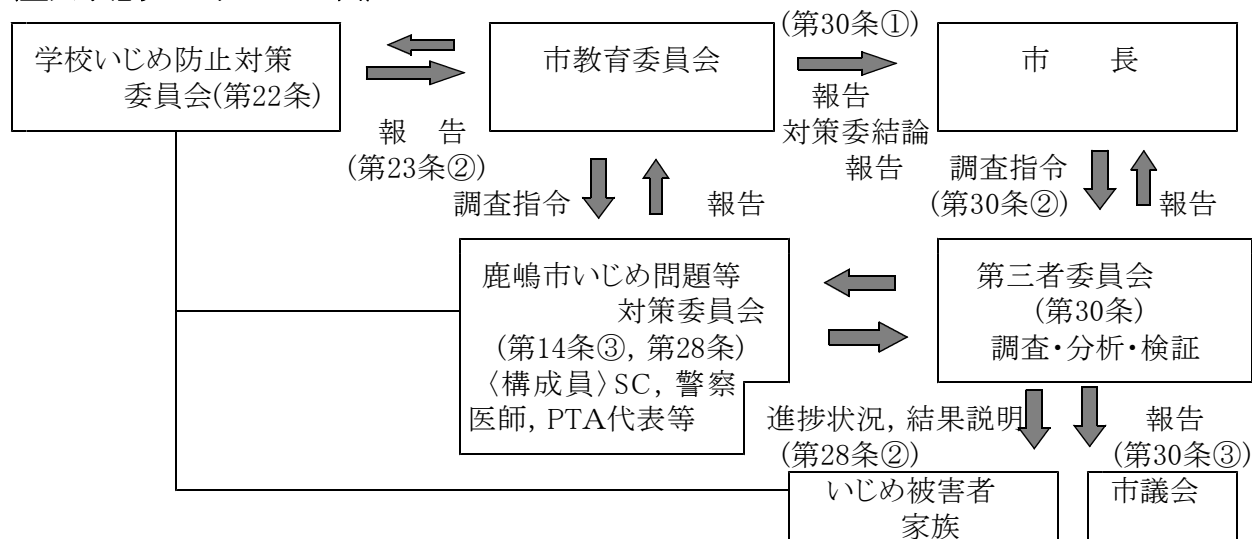 (第30条①)
学校いじめ防止対策
委員会(第22条)
市教育委員会
市　　長
報　告
(第23条②)
報告
対策委結論
報告
調査指令
報告
調査指令
(第30条②)
報告
鹿嶋市いじめ問題等
対策委員会
(第14条③, 第28条)
〈構成員〉SC, 警察
医師, PTA代表等
第三者委員会
(第30条)
調査・分析・検証
進捗状況, 結果説明
(第28条②)
報告
(第30条③)
いじめ被害者
家族
市議会